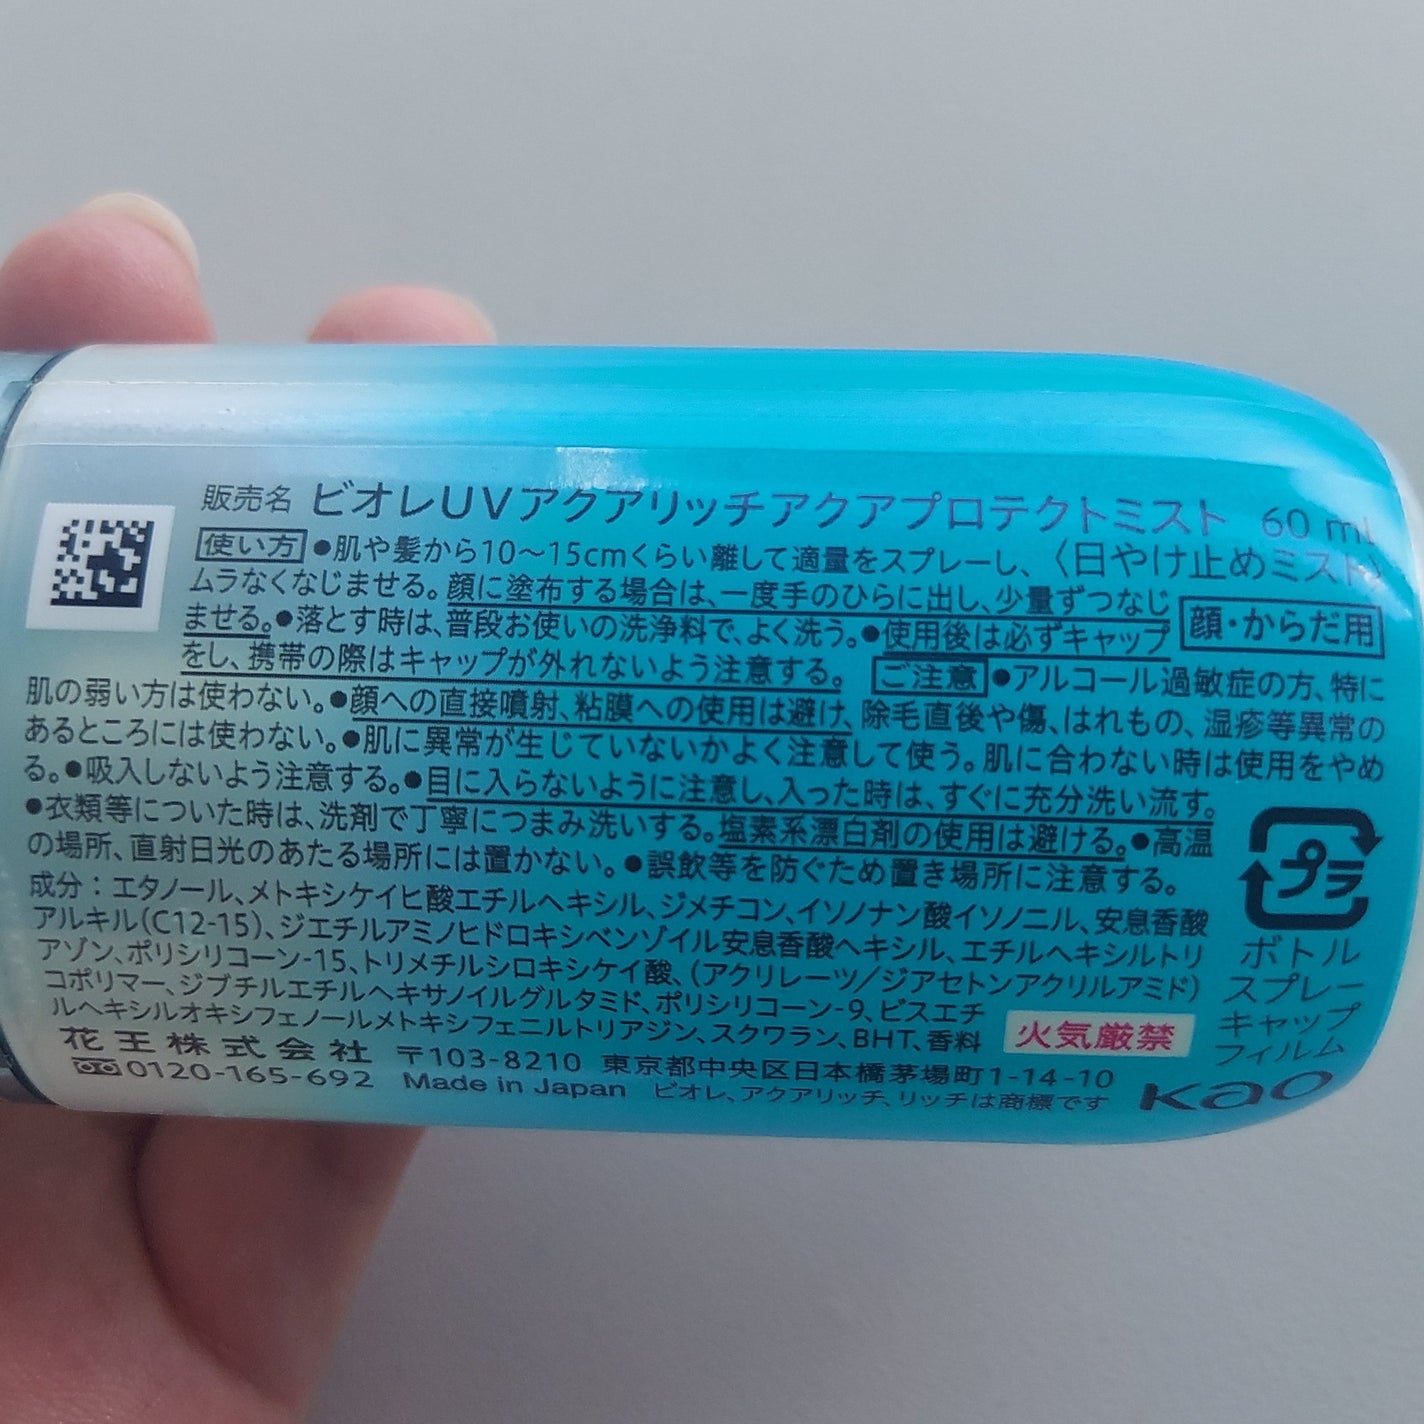 販売名 ビオレUVアクアリッチアクアプロテクトミスト 60 mL
使い方 ●肌や髪から10～15cmくらい離して適量をスプレーし、〈日やけ止めミスト〉
ムラなくなじませる。顔に塗布する場合は、一度手のひらに出し、少量ずつなじ
ませる。●落とす時は、普段お使いの洗浄料で、よく洗う。●使用後は必ずキャップ
顔・からだ用
をし、携帯の際はキャップが外れないよう注意する。 ご注意 ●アルコール過敏症の方、特に
肌の弱い方は使わない。●顔への直接噴射、粘膜への使用は避け、除毛直後や傷、はれもの、湿疹等異常の
あるところには使わない。●肌に異常が生じていないかよく注意して使う。肌に合わない時は使用をやめ
る。●吸入しないよう注意する。●目に入らないように注意し、入った時は、すぐに充分洗い流す。
●衣類等についた時は、洗剤で丁寧につまみ洗いする。塩素系漂白剤の使用は避ける。●高温
の場所、直射日光のあたる場所には置かない。●誤飲等を防ぐため置き場所に注意する。
成分：エタノール、メトキシケイヒ酸エチルヘキシル、ジメチコン、イソノナン酸イソノニル、安息香酸
アルキル(C12-15)、ジエチルアミノヒドロキシベンゾイル安息香酸ヘキシル、エチルヘキシルトリ
アゾン、ポリシリコーン-15、トリメチルシロキシケイ酸、(アクリレーツ/ジアセトンアクリルアミド)
コポリマー、ジブチルエチルヘキサノイルグルタミド、ポリシリコーン-9、ビスエチ
ルヘキシルオキシフェノールメトキシフェニルトリアジン、スクワラン、BHT、香料
火気厳禁
花王株式会社 〒103-8210 東京都中央区日本橋茅場町1-14-10
0120-165-692 Made in Japan ビオレ、アクアリッチ、リッチは商標です
プラ
ボトル
スプレー
キャップ
フィルム
Kao